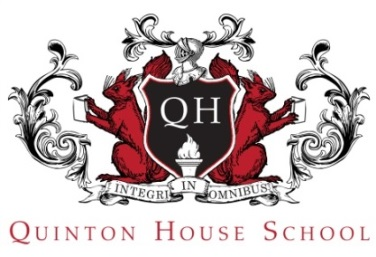 QH
INTEGRI IN OMNIBUS
QUINTON HOUSE SCHOOL